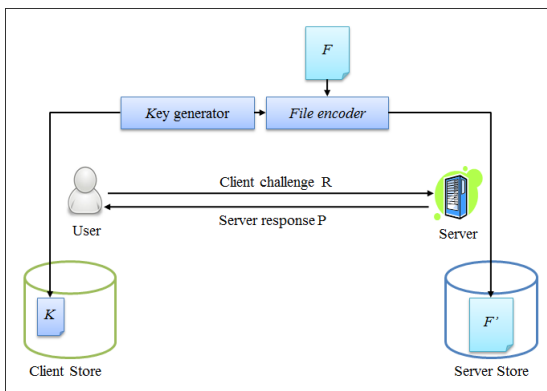 F
Key generator
File encoder
Client challenge R
User
Server response P
Server
K
F'
Client Store
Server Store